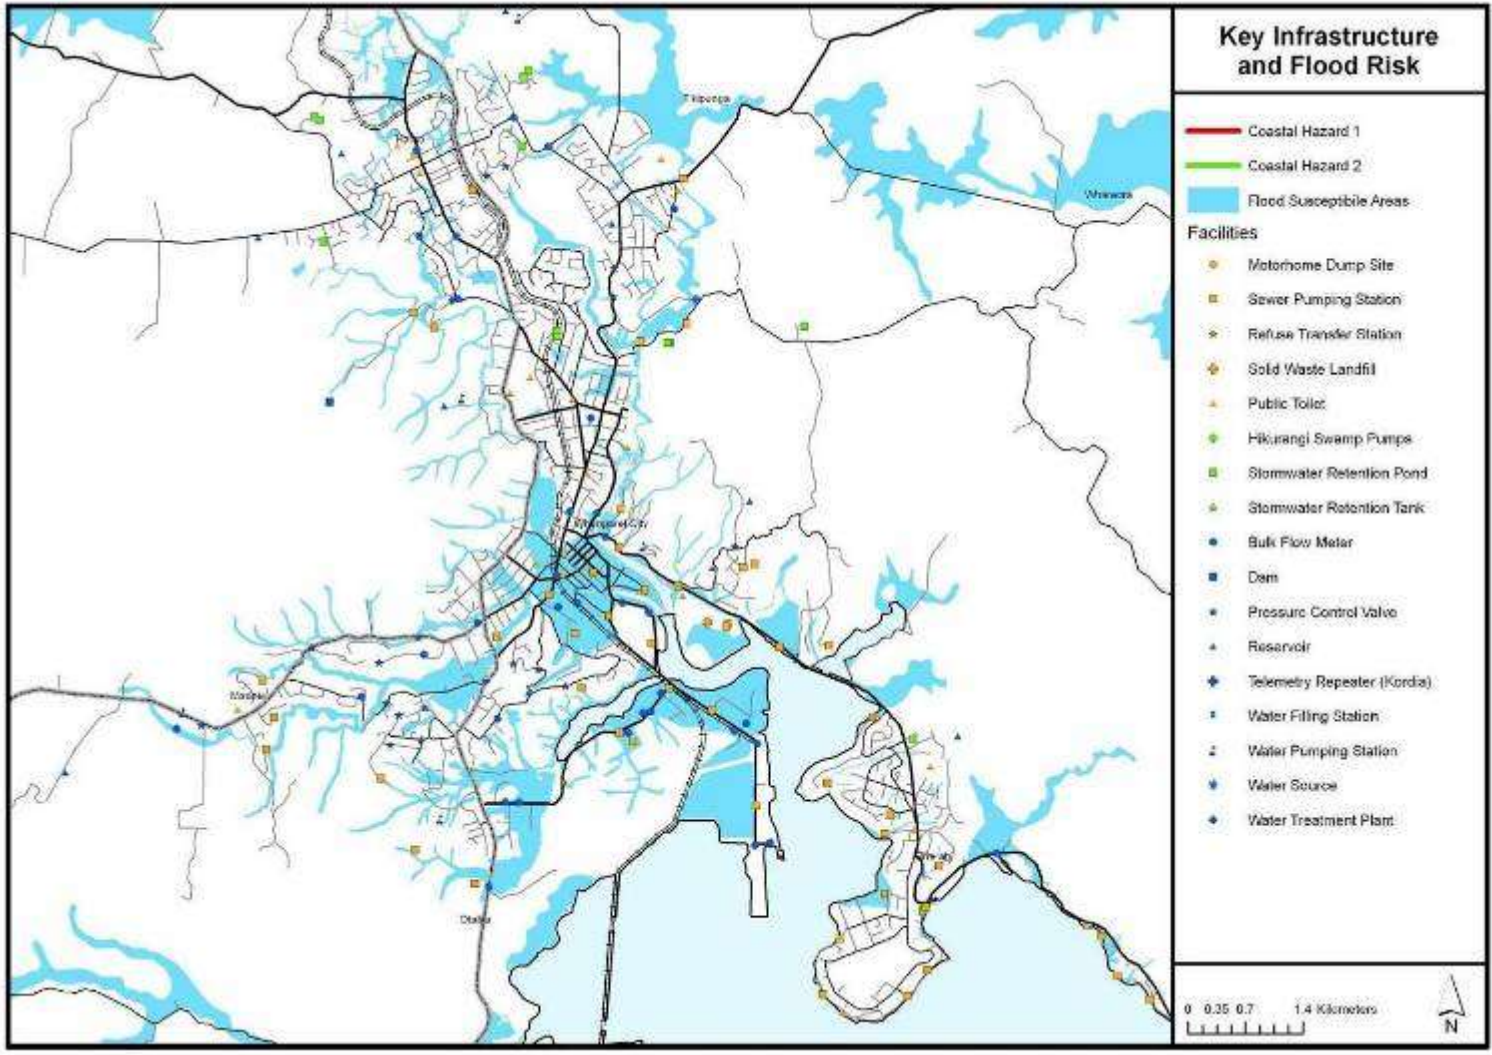 Key Infrastructure
and Flood Risk
Coastal Hazard 1
Coastal Hazard 2
Flood Susceptibile Areas
Facilities
Motorhome Dump Site
Sewer Pumping Station
Refuse Transfer Station
Solid Waste Landfill
Public Toilet
Hikurangi Swamp Pumps
Stormwater Retention Pond
Stormwater Retention Tank
Bulk Flow Meter
Dam
Pressure Control Valve
Reservoir
Telemetry Repeater (Kordia)
Water Filling Station
Water Pumping Station
Water Source
Water Treatment Plant
0 0.35 0.7 1.4 Kilometers
N
Tikipunga
Whareora
Whangarei City
Otaika